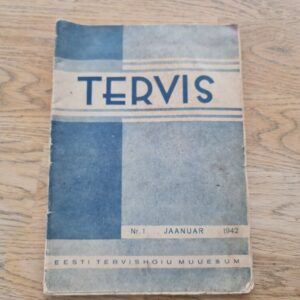 TERVIS
Nr. 1 JAANUAR 1942
EESTI TERVISHOIU MUUSEUM